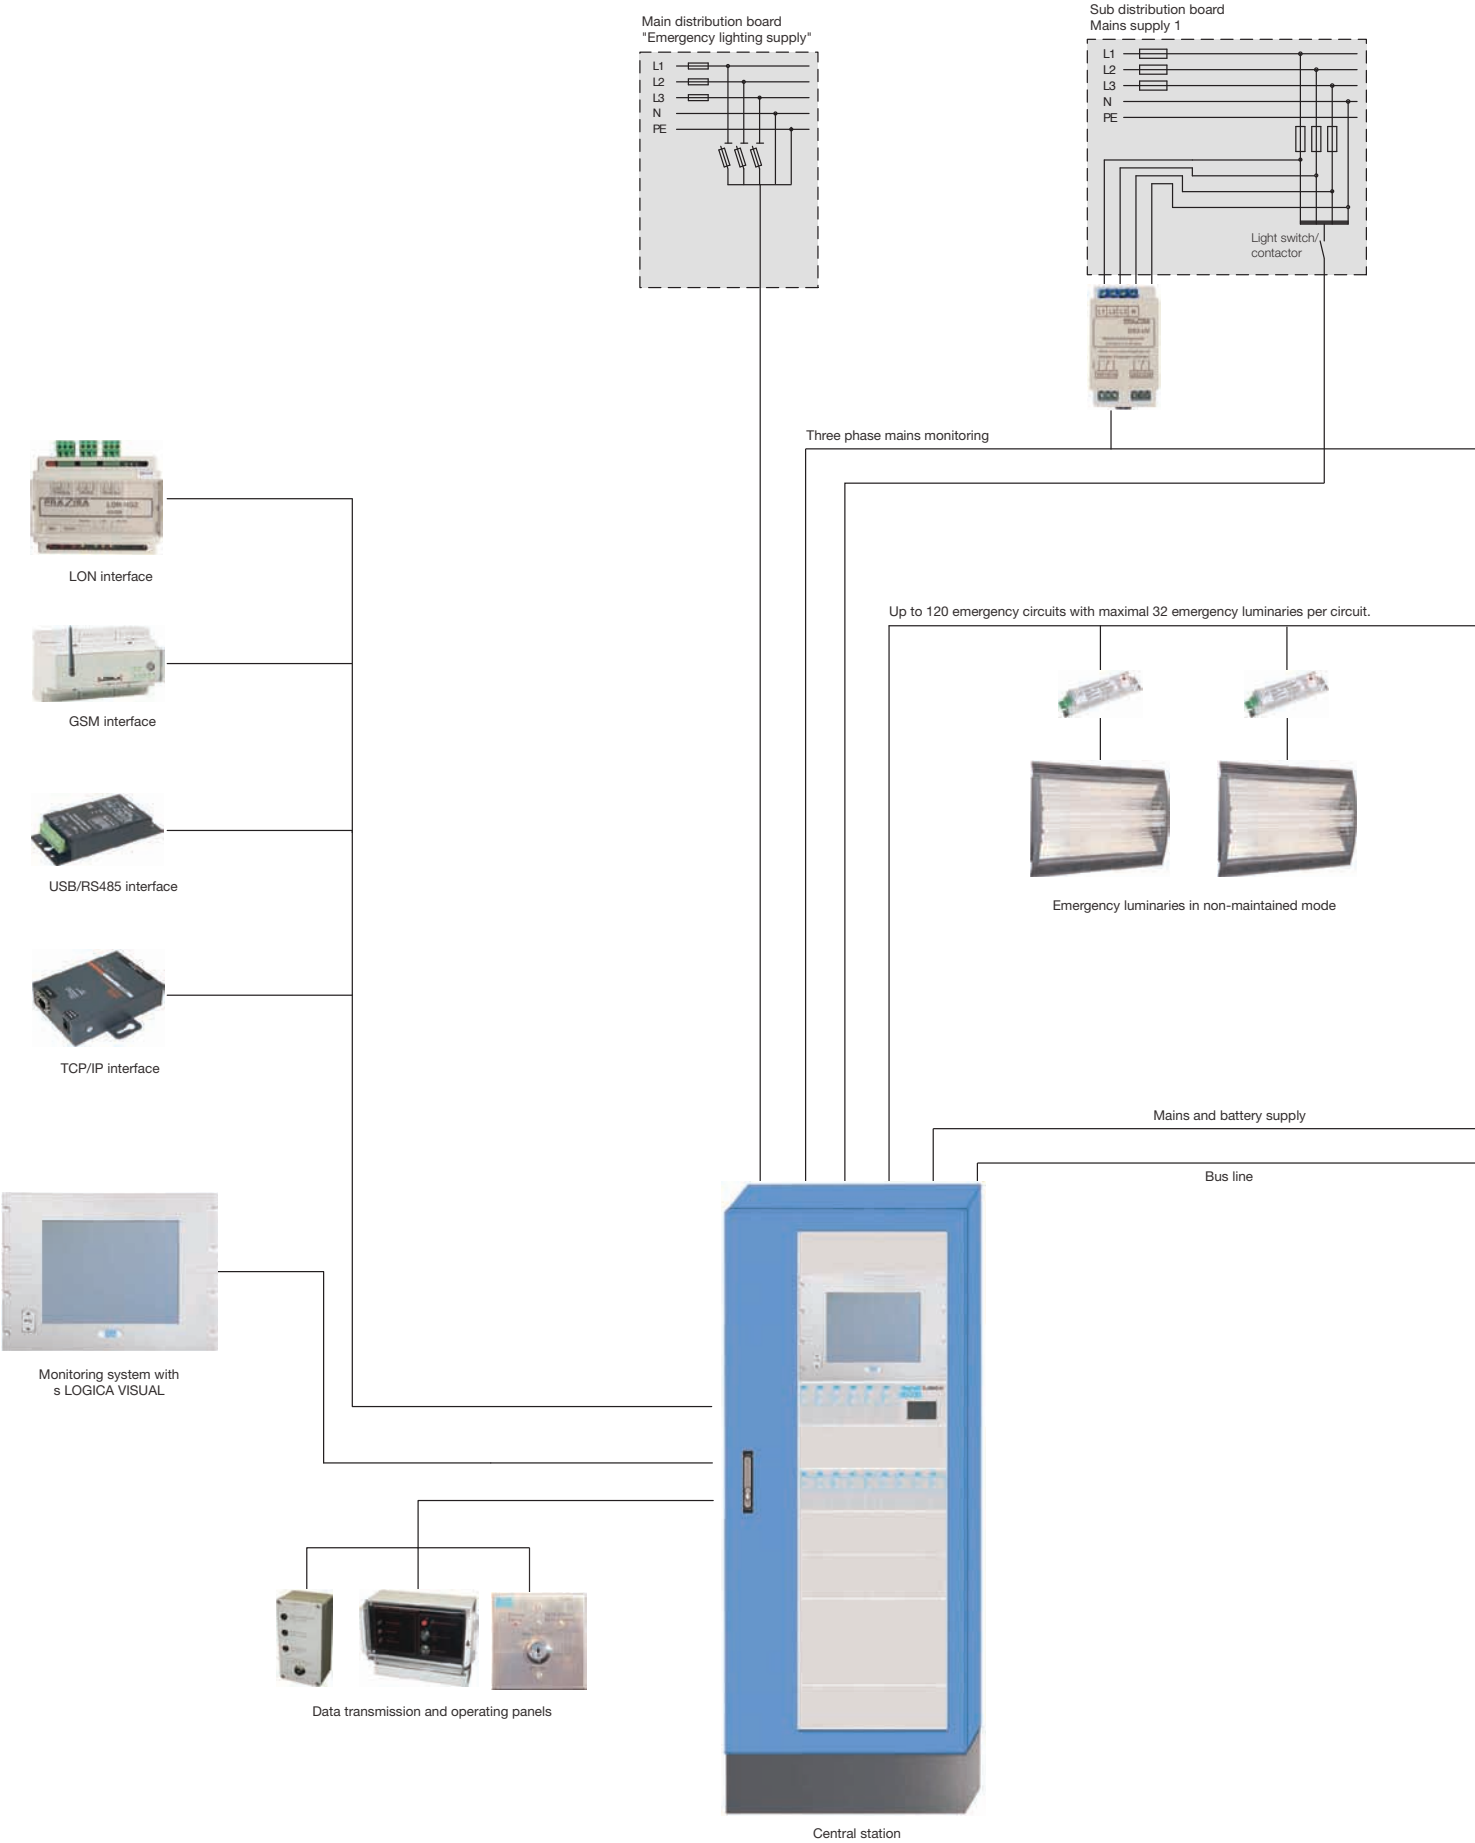 Main distribution board
"Emergency lighting supply"
L1
L2
L3
N
PE
Sub distribution board
Mains supply 1
L1
L2
L3
N
PE
Light switch/
contactor
L1 L2 L3 N
Three phase mains monitoring
LON interface
GSM interface
USB/RS485 interface
TCP/IP interface
Up to 120 emergency circuits with maximal 32 emergency luminaries per circuit.
Emergency luminaries in non-maintained mode
Mains and battery supply
Bus line
Monitoring system with
s LOGICA VISUAL
Data transmission and operating panels
Central station